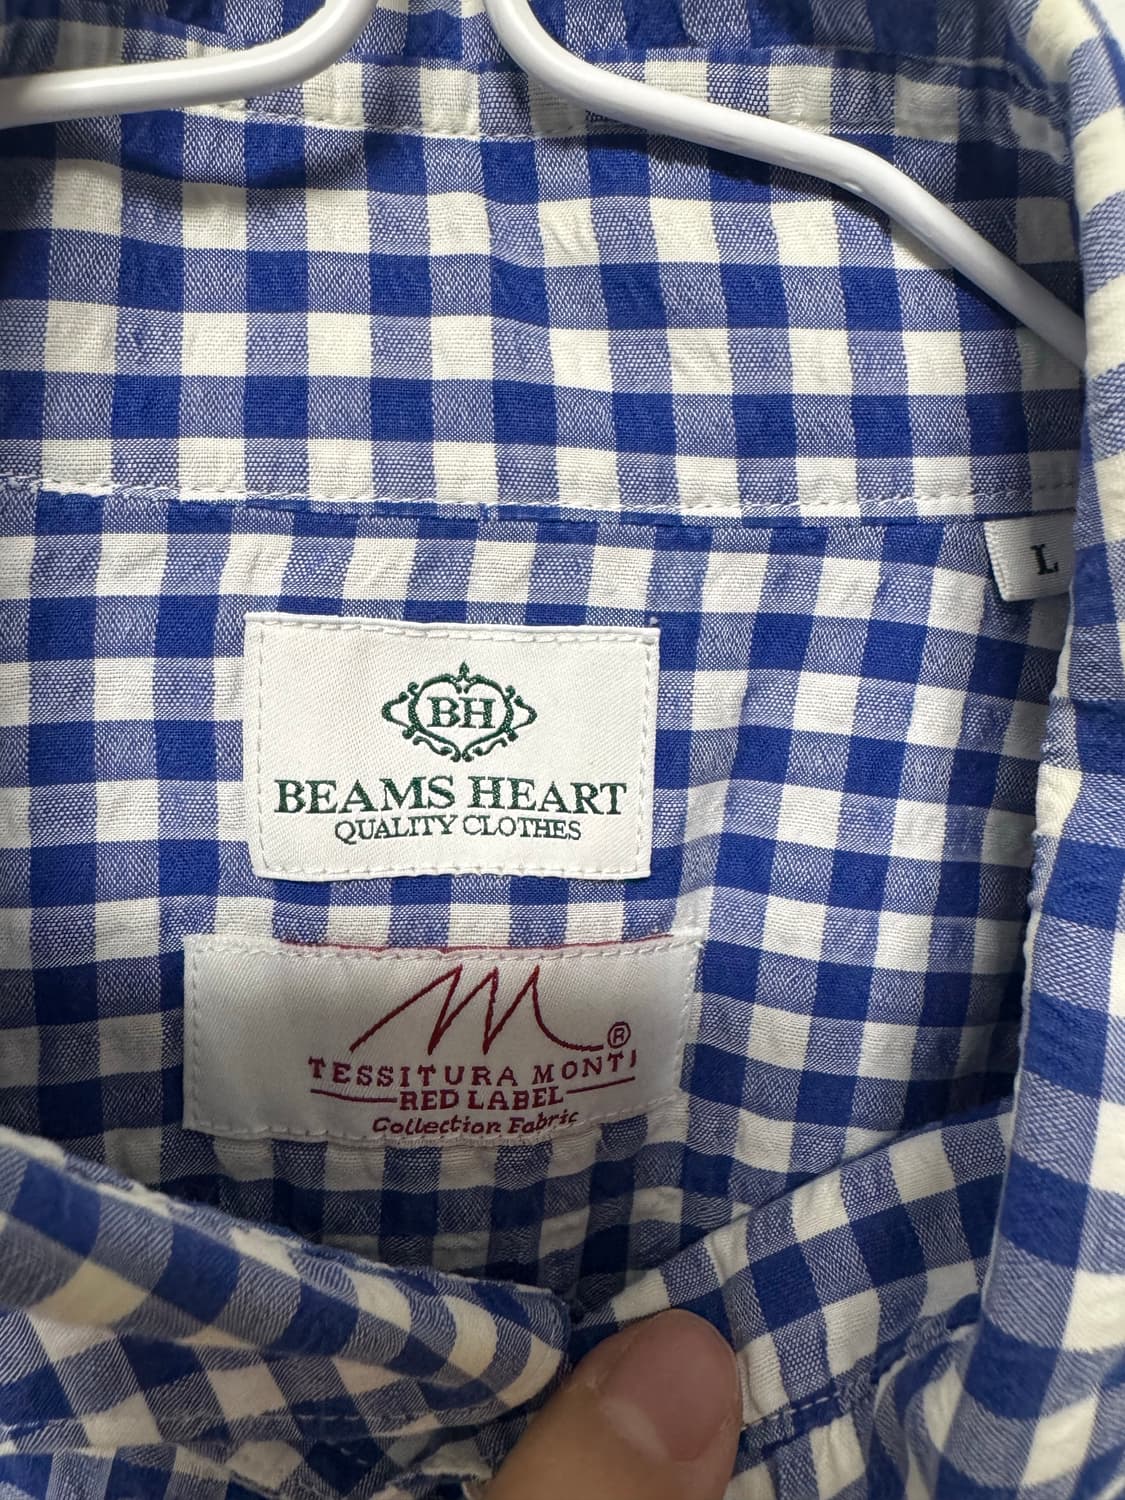 L
BH
BEAMS HEART
QUALITY CLOTHES
M®
TESSITURA MONTI
RED LABEL
Collection Fabric